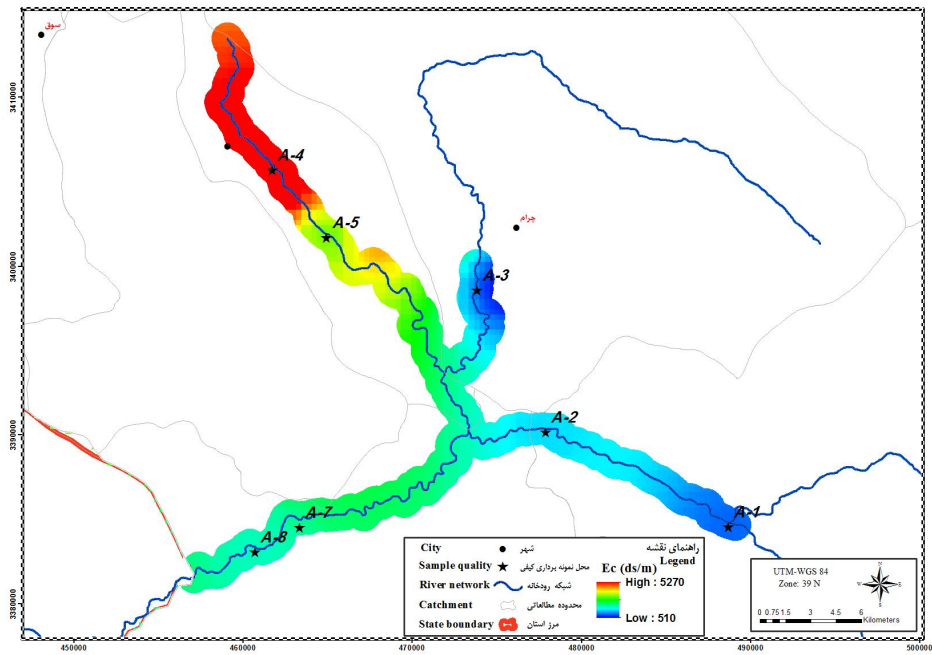 سوق
A-4
A-5
چرام
A-3
A-2
A-1
A-7
A-8
3410000
3400000
3390000
3380000
450000
460000
470000
480000
490000
500000
راهنمای نقشه
Legend
City شهر
Sample quality محل نمونه برداری کیفی
River network شبکه رودخانه
Catchment محدوده مطالعاتی
State boundary مرز استان
Ec (ds/m)
High : 5270
Low : 510
UTM-WGS 84
Zone: 39 N
N
W E
S
0 0.75 1.5 3 4.5 6
Kilometers